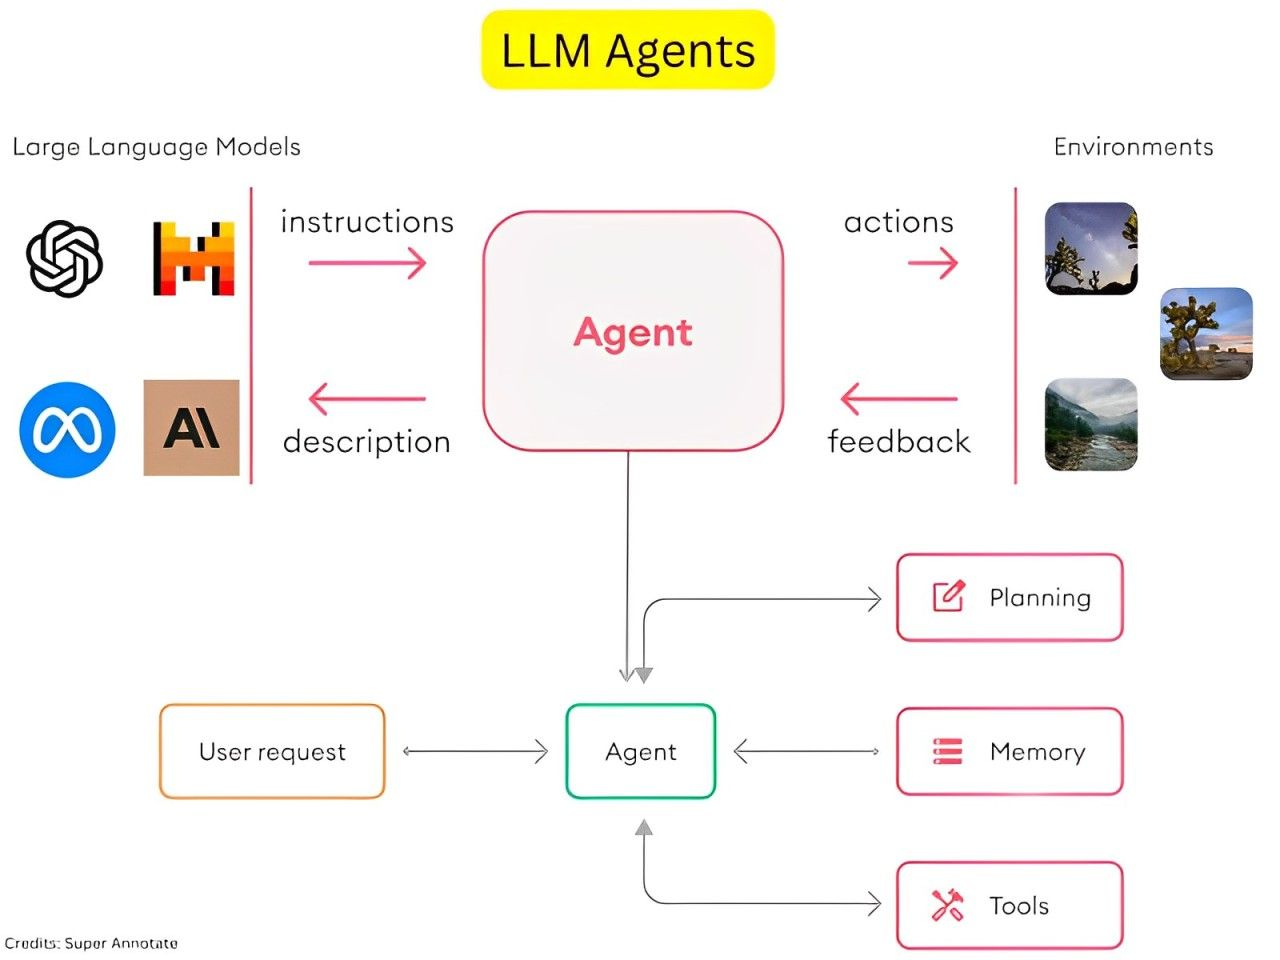 LLM Agents
Large Language Models
Environments
instructions
actions
Agent
description
feedback
Planning
User request
Agent
Memory
Tools
Credits: Super Annotate